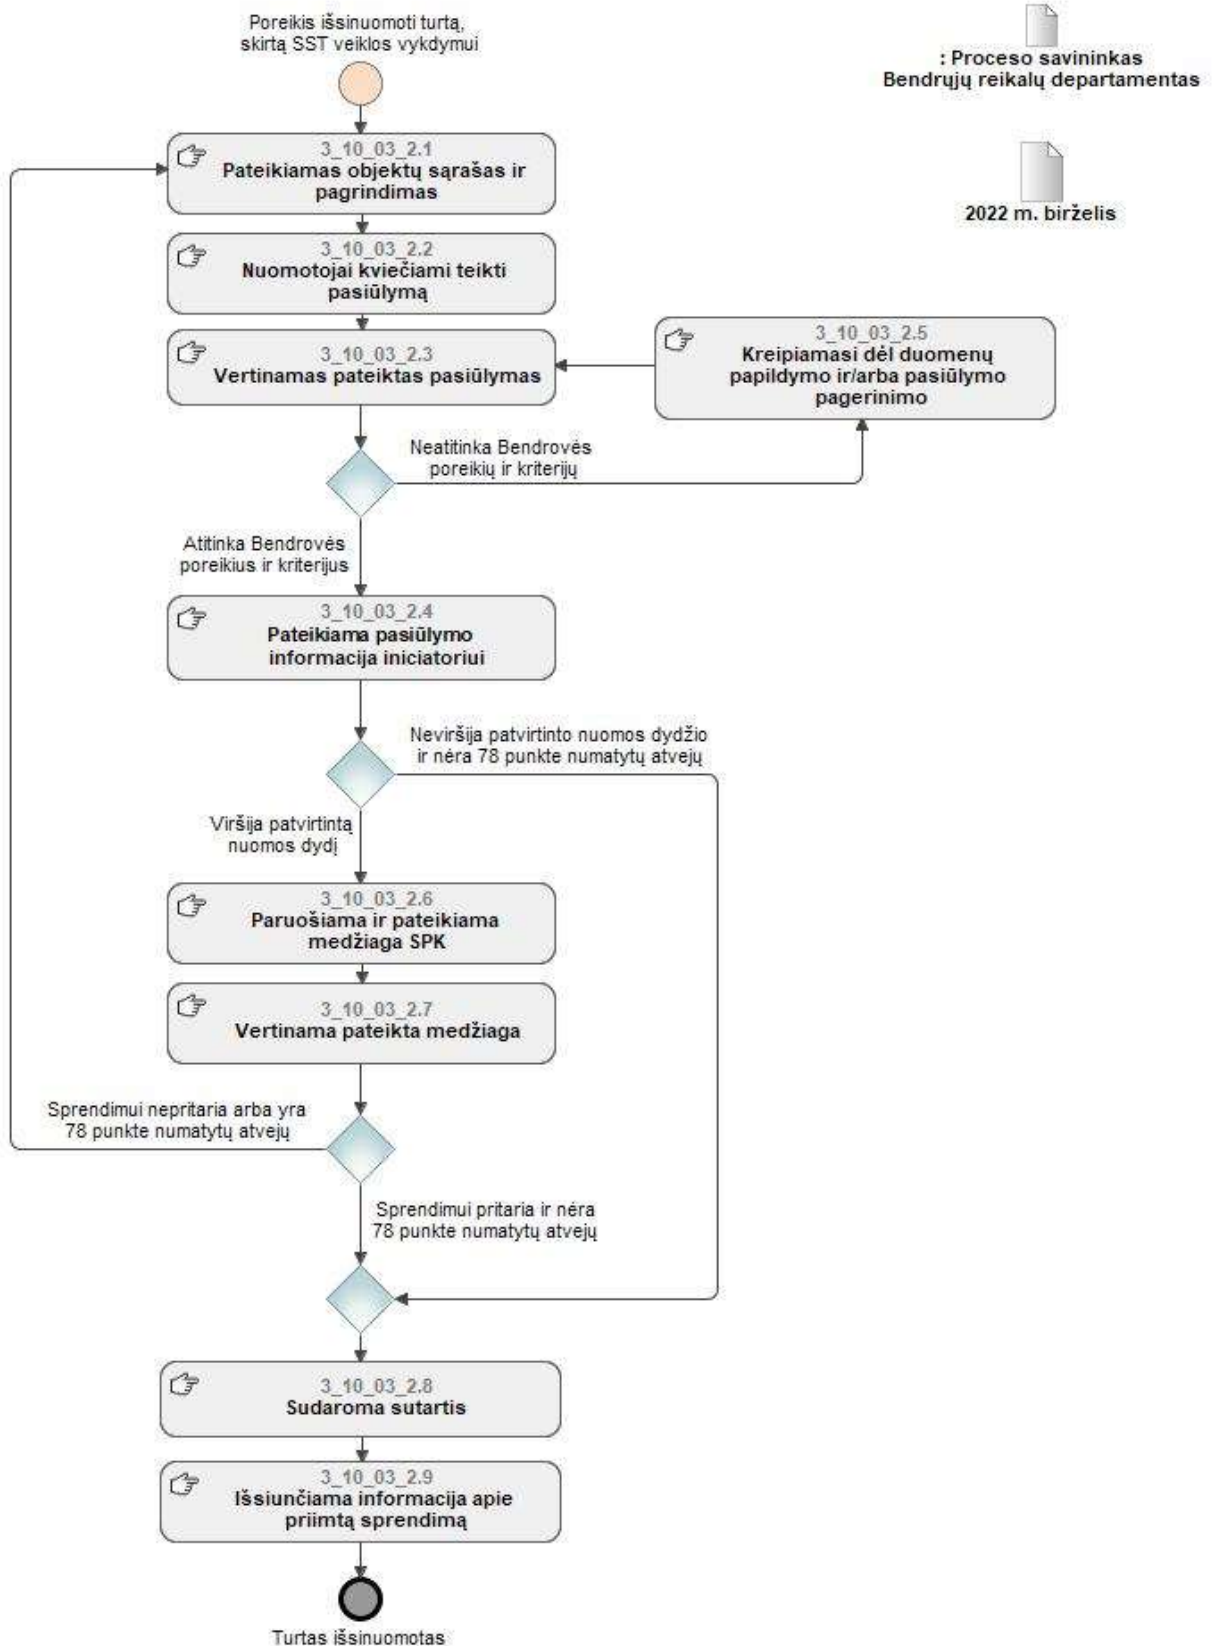 Poreikis išsinuomoti turtą,
skirtą SST veiklos vykdymui
: Proceso savininkas
Bendrųjų reikalų departamentas
2022 m. birželis
3_10_03_2.1
Pateikiamas objektų sąrašas ir
pagrindimas
3_10_03_2.2
Nuomotojai kviečiami teikti
pasiūlymą
3_10_03_2.3
Vertinamas pateiktas pasiūlymas
3_10_03_2.5
Kreipiamasi dėl duomenų
papildymo ir/arba pasiūlymo
pagerinimo
Neatitinka Bendrovės
poreikių ir kriterijų
Atitinka Bendrovės
poreikius ir kriterijus
3_10_03_2.4
Pateikiama pasiūlymo
informacija iniciatoriui
Neviršija patvirtinto nuomos dydžio
ir nėra 78 punkte numatytų atvejų
Viršija patvirtintą
nuomos dydį
3_10_03_2.6
Paruošiama ir pateikiama
medžiaga SPK
3_10_03_2.7
Vertinama pateikta medžiaga
Sprendimui nepritaria arba yra
78 punkte numatytų atvejų
Sprendimui pritaria ir nėra
78 punkte numatytų atvejų
3_10_03_2.8
Sudaroma sutartis
3_10_03_2.9
Išsiunčiama informacija apie
priimtą sprendimą
Turtas išsinuomotas